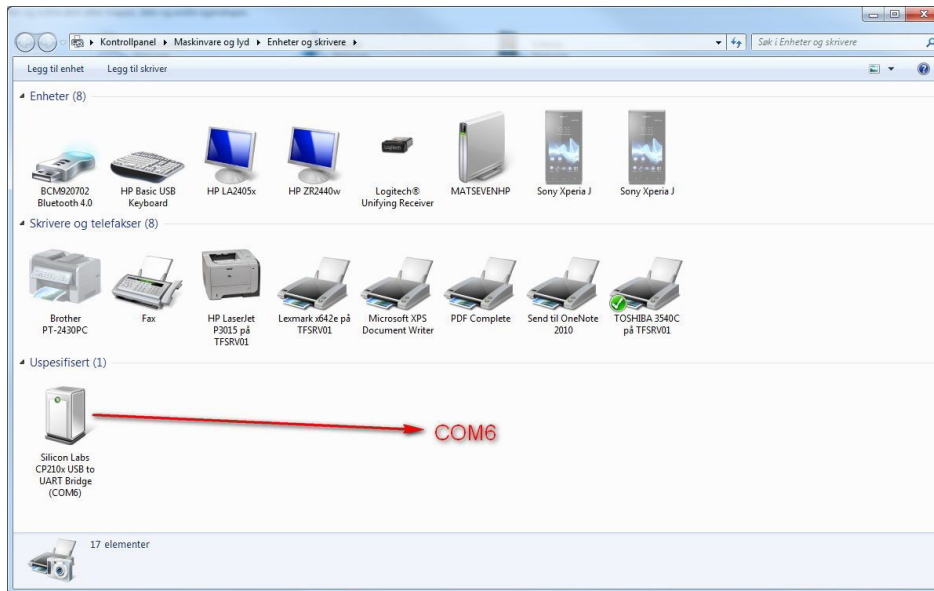 Kontrollpanel ▸ Maskinvare og lyd ▸ Enheter og skrivere ▸
Søk i Enheter og skrivere
Legg til enhet Legg til skriver
Enheter (8)
BCM920702
Bluetooth 4.0
HP Basic USB
Keyboard
HP LA2405x
HP ZR2440w
Logitech®
Unifying Receiver
MATSEVENHP
Sony Xperia J
Sony Xperia J
Skrivere og telefakser (8)
Brother
PT-2430PC
Fax
HP LaserJet
P3015 på
TFSRV01
Lexmark x642e på
TFSRV01
Microsoft XPS
Document Writer
PDF Complete
Send til OneNote
2010
TOSHIBA 3540C
på TFSRV01
Uspesifisert (1)
Silicon Labs
CP210x USB to
UART Bridge
(COM6)
COM6
17 elementer